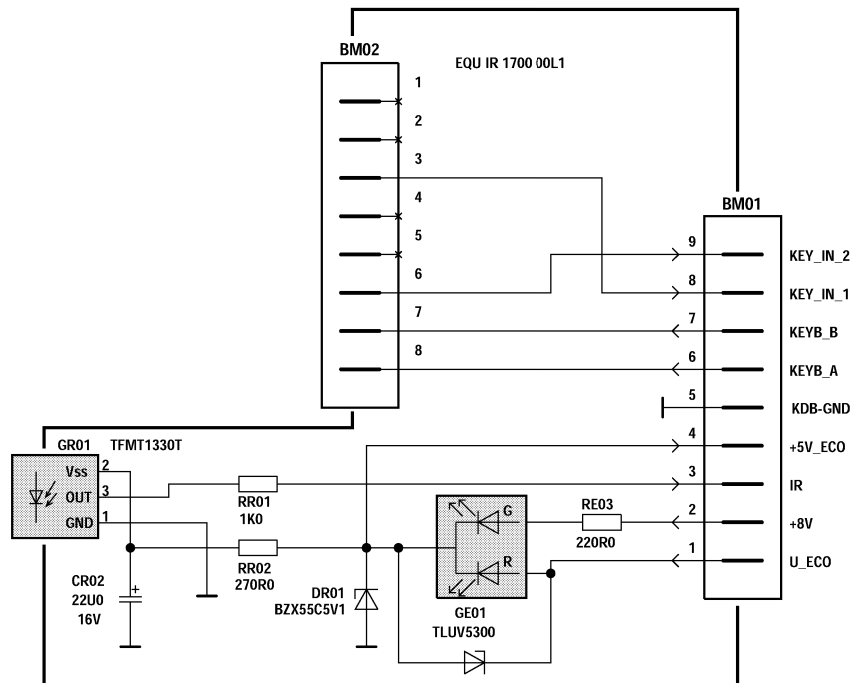 BM02
EQU IR 1700 00L1
1
2
3
4
5
6
7
8
BM01
9 KEY_IN_2
8 KEY_IN_1
7 KEYB_B
6 KEYB_A
5 KDB-GND
4 +5V_ECO
3 IR
2 +8V
1 U_ECO
GR01 TFMT1330T
Vss 2
OUT 3
GND 1
RR01
1K0
RR02
270R0
CR02
22U0
16V
+
DR01
BZX55C5V1
G
R
GE01
TLUV5300
RE03
220R0